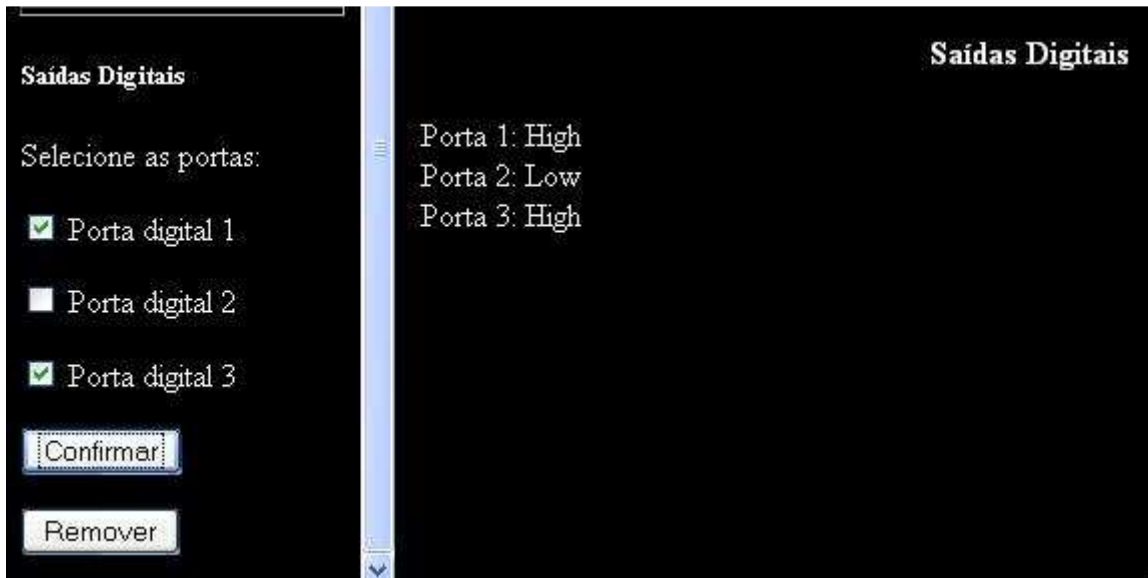 Saídas Digitais
Selecione as portas:
Porta digital 1
Porta digital 2
Porta digital 3
Confirmar
Remover
Saídas Digitais
Porta 1: High
Porta 2: Low
Porta 3: High